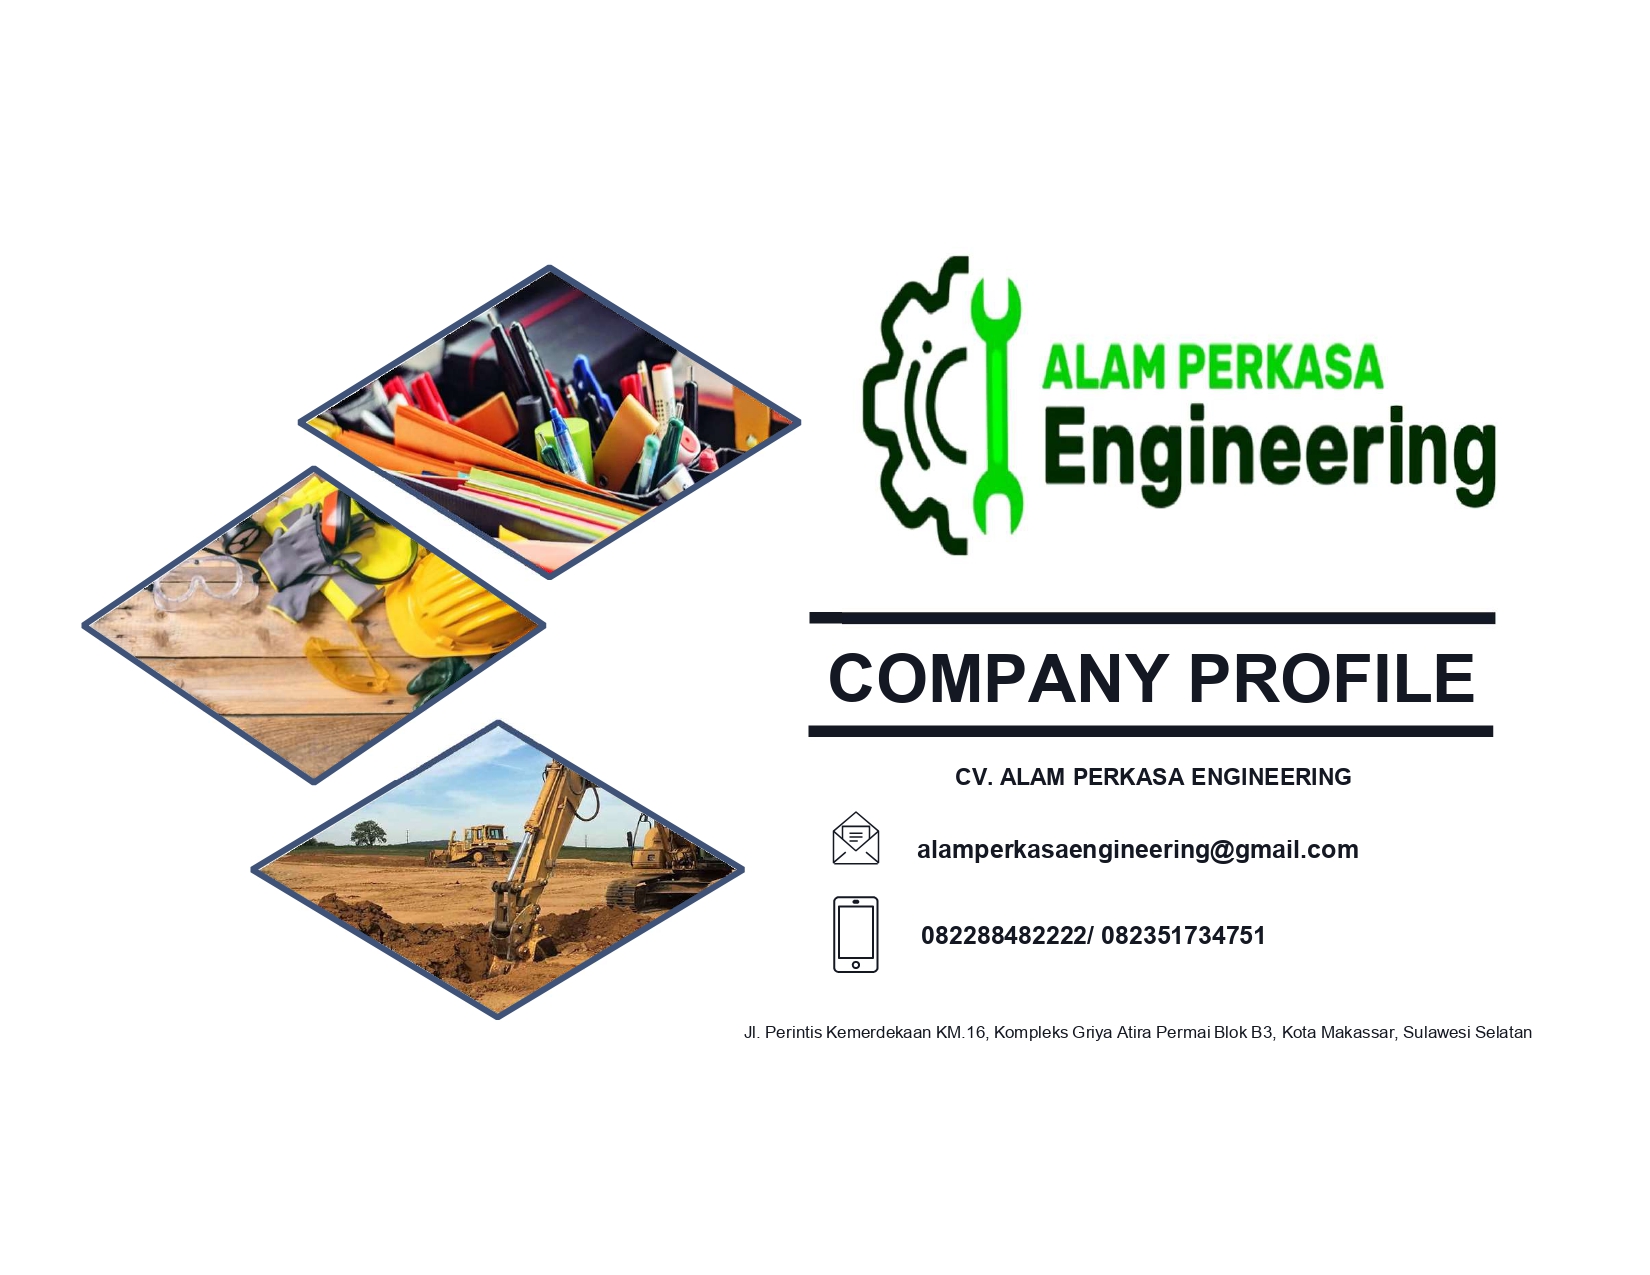 ALAM PERKASA
Engineering
COMPANY PROFILE
CV. ALAM PERKASA ENGINEERING
alamperkasaengineering@gmail.com
082288482222/ 082351734751
Jl. Perintis Kemerdekaan KM.16, Kompleks Griya Atira Permai Blok B3, Kota Makassar, Sulawesi Selatan